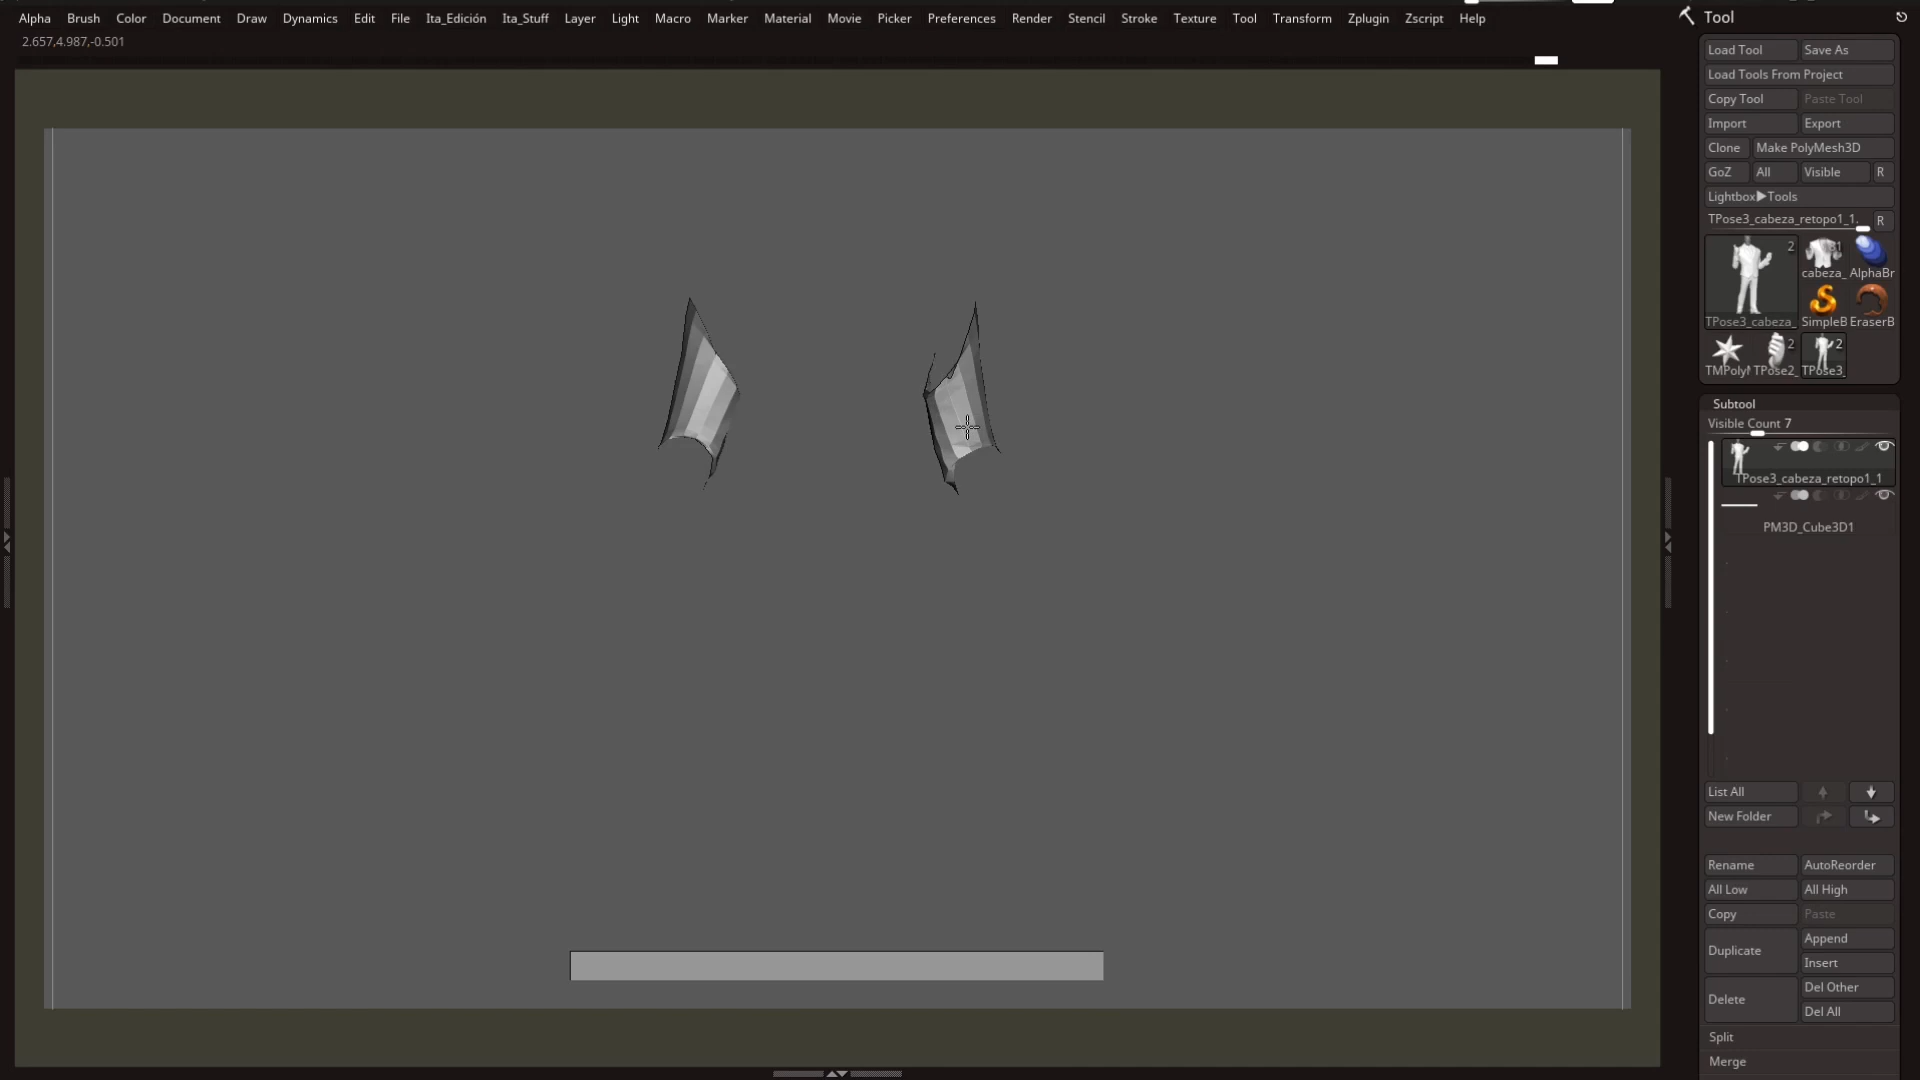 Alpha Brush Color Document Draw Dynamics Edit File Ita_Edición Ita_Stuff Layer Light Macro Marker Material Movie Picker Preferences Render Stencil Stroke Texture Tool Transform Zplugin Zscript Help
2.657,4.987,-0.501
Tool
Load Tool Save As
Load Tools From Project
Copy Tool Paste Tool
Import Export
Clone Make PolyMesh3D
GoZ All Visible R
Lightbox▶Tools
TPose3_cabeza_retopo1_1. R
2
cabeza_ AlphaBr
TPose3_cabeza_ SimpleB EraserB
2 2
TMPolyM TPose2_ TPose3_
Subtool
Visible Count 7
TPose3_cabeza_retopo1_1
PM3D_Cube3D1
List All
New Folder
Rename AutoReorder
All Low All High
Copy Paste
Duplicate Append
Insert
Delete Del Other
Del All
Split
Merge